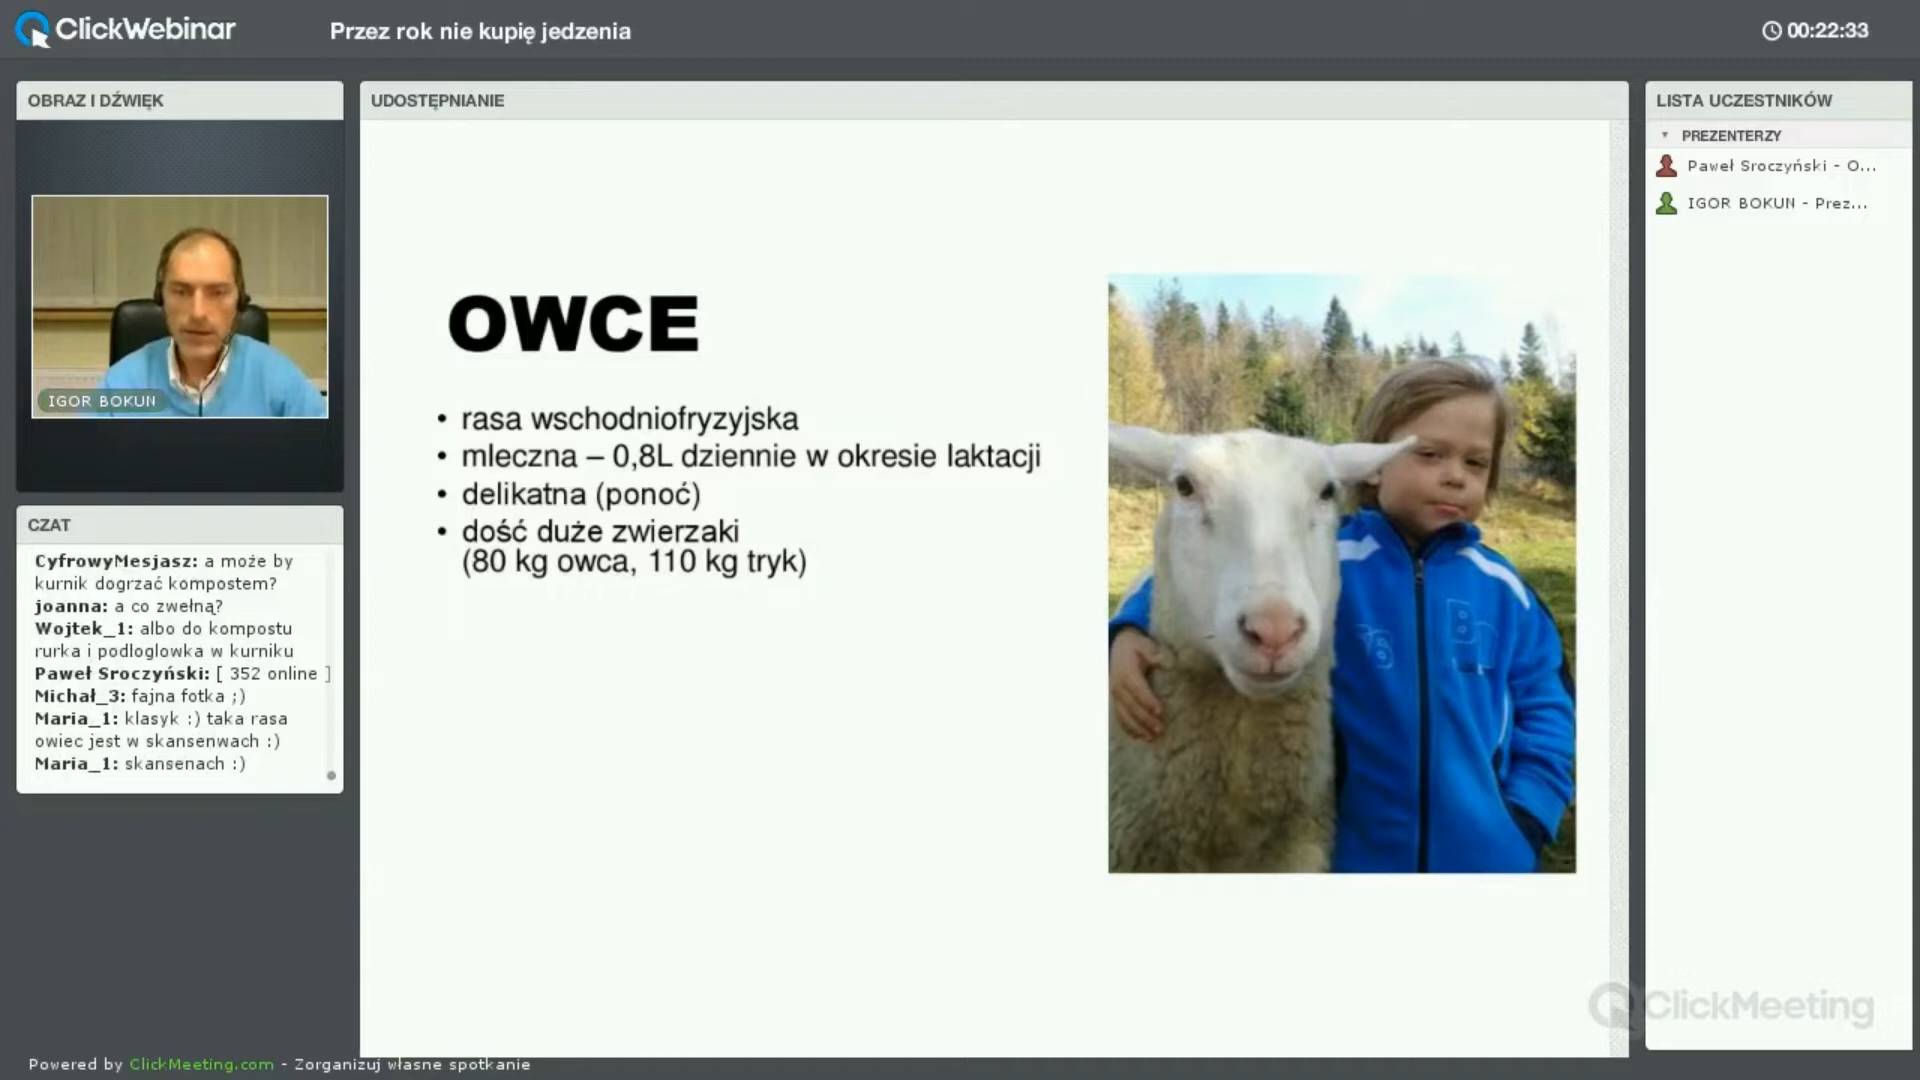 ClickWebinar
Przez rok nie kupię jedzenia
00:22:33
OBRAZ I DŹWIĘK
IGOR BOKUN
CZAT
CyfrowyMesjasz: a może by
kurnik dogrzać kompostem?
joanna: a co zwełną?
Wojtek_1: albo do kompostu
rurka i podloglowka w kurniku
Paweł Sroczyński: [ 352 online ]
Michał_3: fajna fotka ;)
Maria_1: klasyk :) taka rasa
owiec jest w skansenwach :)
Maria_1: skansenach :)
UDOSTĘPNIANIE
OWCE
• rasa wschodniofryzyjska
• mleczna – 0,8L dziennie w okresie laktacji
• delikatna (ponoć)
• dość duże zwierzaki
(80 kg owca, 110 kg tryk)
LISTA UCZESTNIKÓW
PREZENTERZY
Paweł Sroczyński - O...
IGOR BOKUN - Prez...
ClickMeeting
Powered by ClickMeeting.com - Zorganizuj własne spotkanie